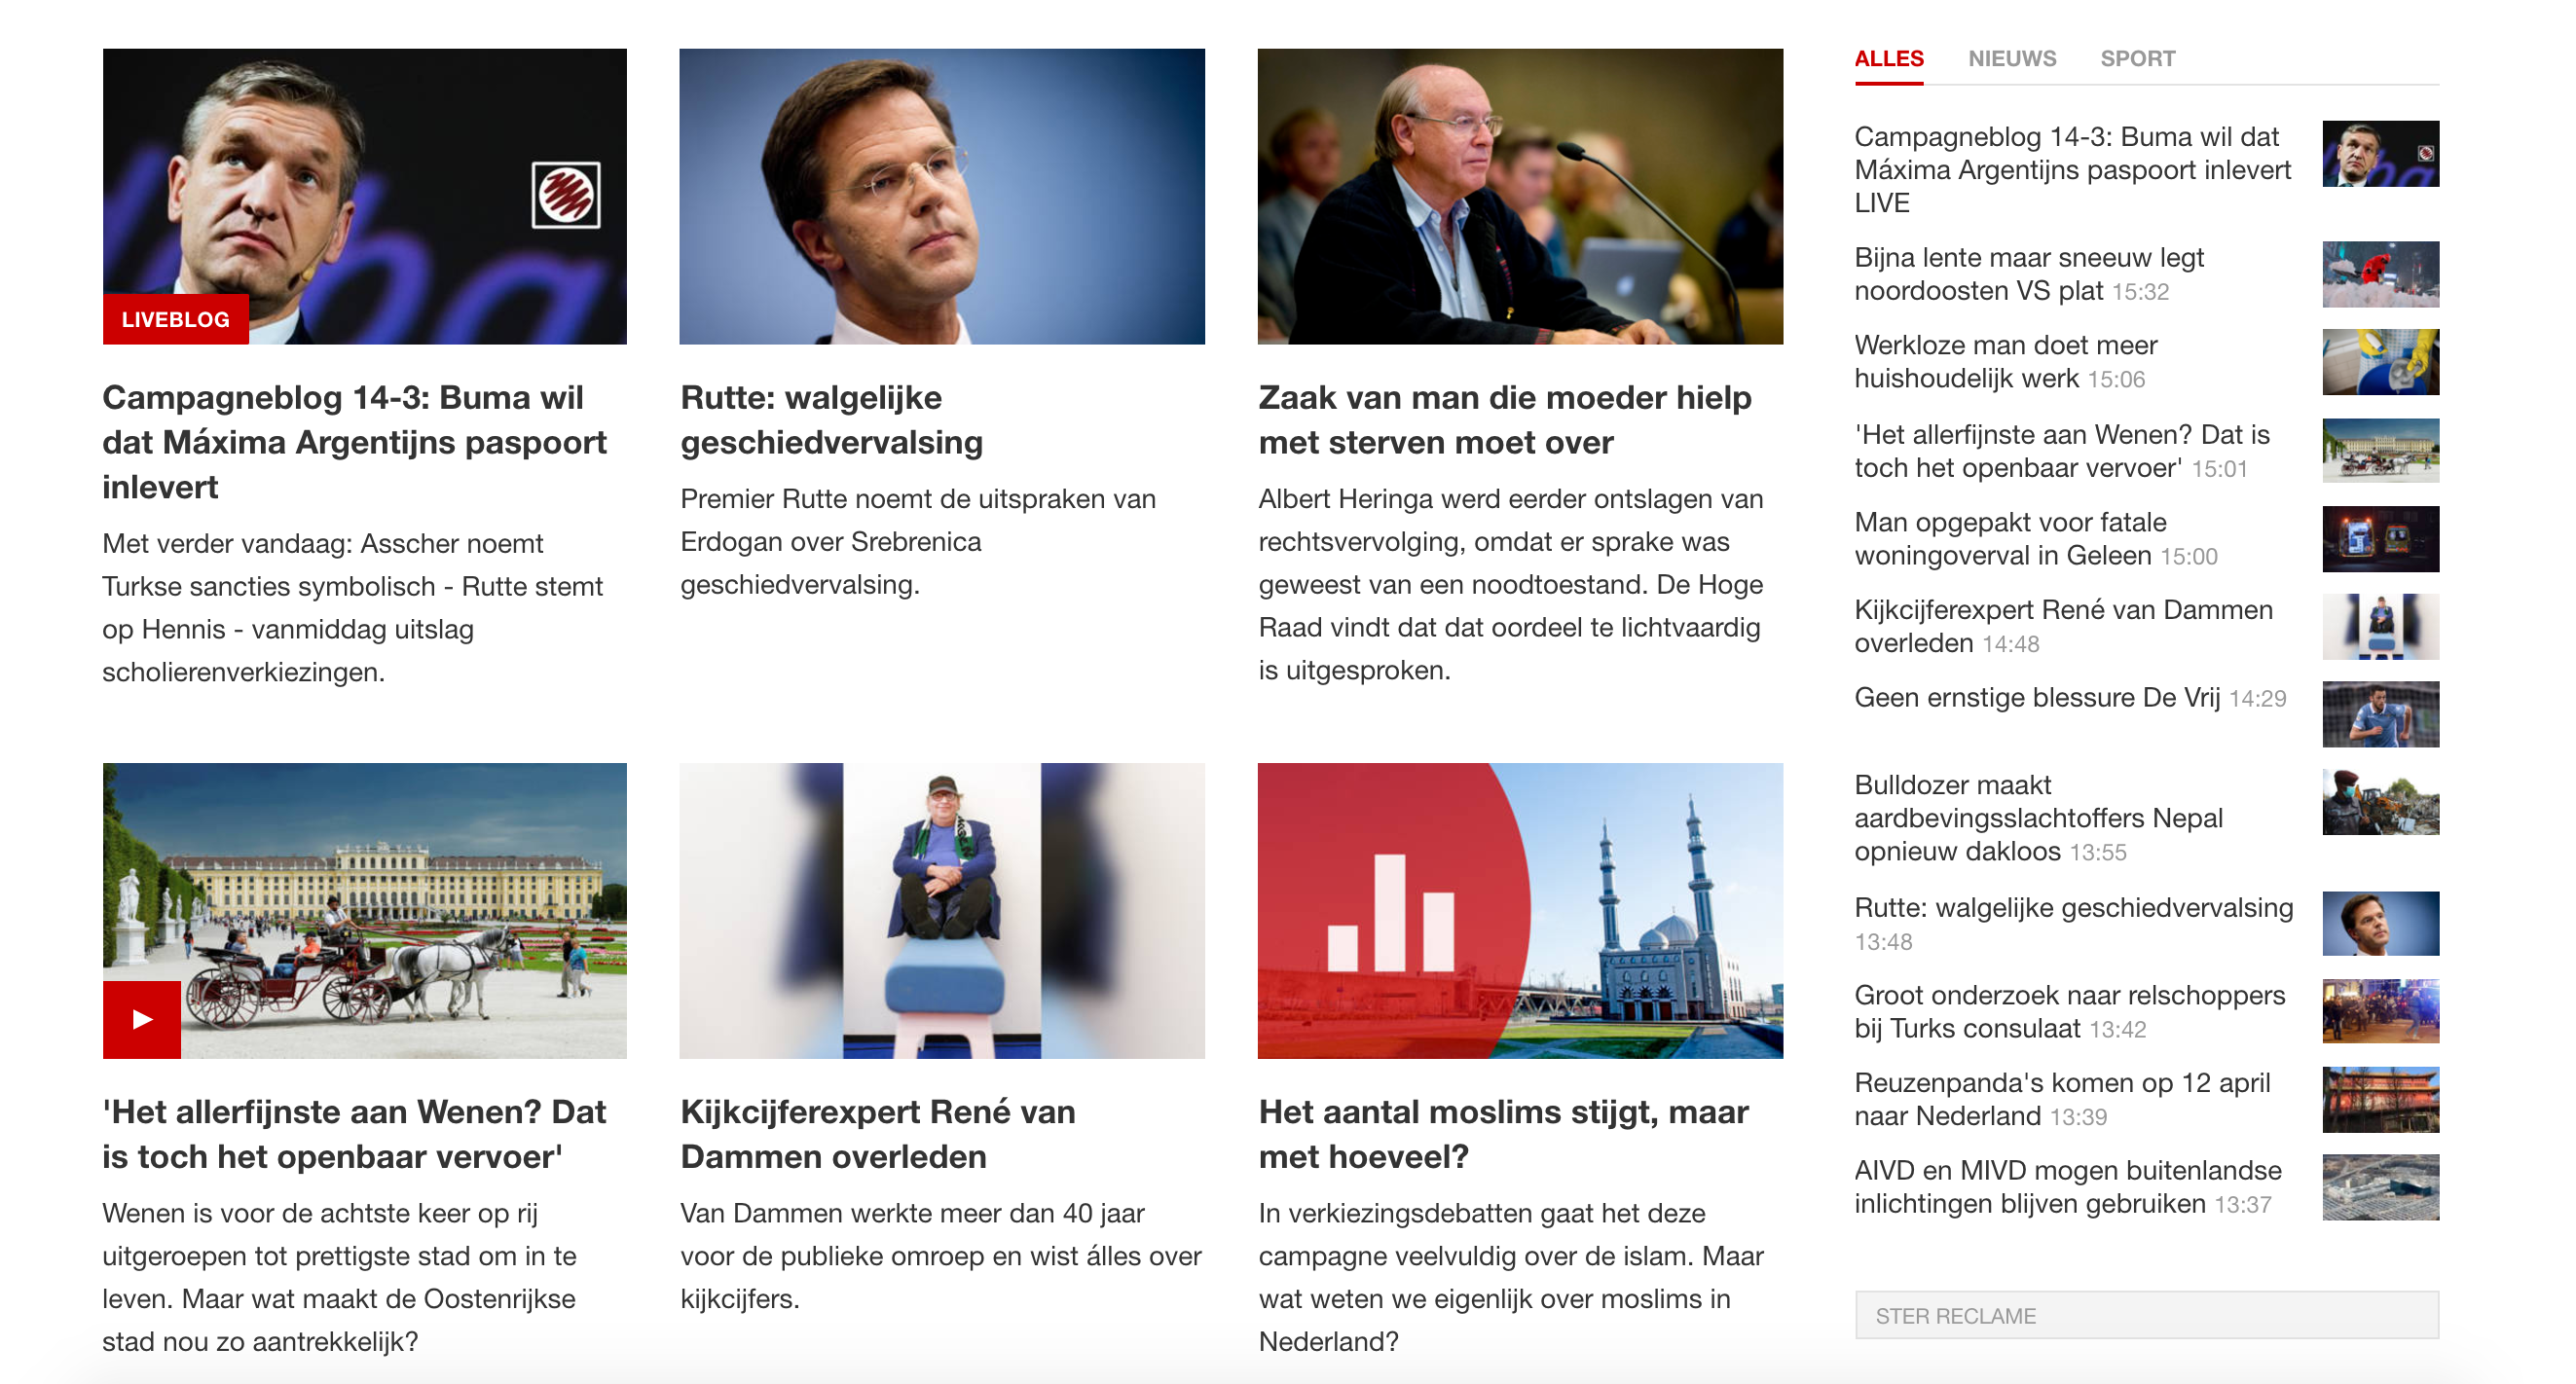 LIVEBLOG
Campagneblog 14-3: Buma wil
dat Máxima Argentijns paspoort
inlevert
Met verder vandaag: Asscher noemt
Turkse sancties symbolisch - Rutte stemt
op Hennis - vanmiddag uitslag
scholierenverkiezingen.
Rutte: walgelijke
geschiedvervalsing
Premier Rutte noemt de uitspraken van
Erdogan over Srebrenica
geschiedvervalsing.
Zaak van man die moeder hielp
met sterven moet over
Albert Heringa werd eerder ontslagen van
rechtsvervolging, omdat er sprake was
geweest van een noodtoestand. De Hoge
Raad vindt dat dat oordeel te lichtvaardig
is uitgesproken.
'Het allerfijnste aan Wenen? Dat
is toch het openbaar vervoer'
Wenen is voor de achtste keer op rij
uitgeroepen tot prettigste stad om in te
leven. Maar wat maakt de Oostenrijkse
stad nou zo aantrekkelijk?
Kijkcijferexpert René van
Dammen overleden
Van Dammen werkte meer dan 40 jaar
voor de publieke omroep en wist álles over
kijkcijfers.
Het aantal moslims stijgt, maar
met hoeveel?
In verkiezingsdebatten gaat het deze
campagne veelvuldig over de islam. Maar
wat weten we eigenlijk over moslims in
Nederland?
ALLES NIEUWS SPORT
Campagneblog 14-3: Buma wil dat
Máxima Argentijns paspoort inlevert
LIVE
Bijna lente maar sneeuw legt
noordoosten VS plat 15:32
Werkloze man doet meer
huishoudelijk werk 15:06
'Het allerfijnste aan Wenen? Dat is
toch het openbaar vervoer' 15:01
Man opgepakt voor fatale
woningoverval in Geleen 15:00
Kijkcijferexpert René van Dammen
overleden 14:48
Geen ernstige blessure De Vrij 14:29
Bulldozer maakt
aardbevingsslachtoffers Nepal
opnieuw dakloos 13:55
Rutte: walgelijke geschiedvervalsing
13:48
Groot onderzoek naar relschoppers
bij Turks consulaat 13:42
Reuzenpanda's komen op 12 april
naar Nederland 13:39
AIVD en MIVD mogen buitenlandse
inlichtingen blijven gebruiken 13:37
STER RECLAME